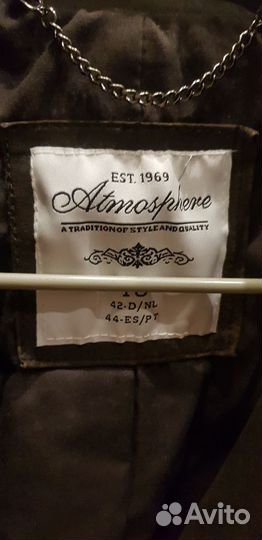 EST. 1969
Atmosphere
A TRADITION OF STYLE AND QUALITY
42-D/NL
44-ES/PT
Avito